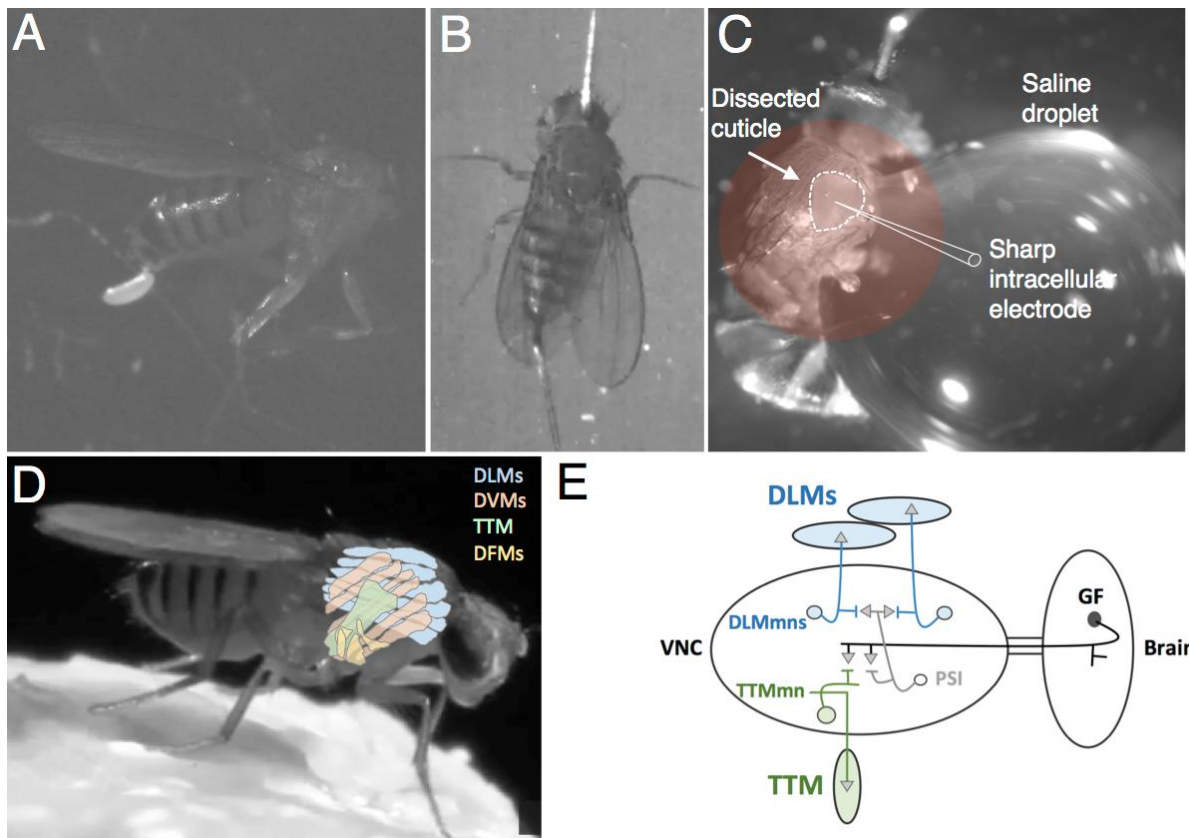 A
B
C
Dissected
cuticle
Saline
droplet
Sharp
intracellular
electrode
D
DLMs
DVMs
TTM
DFMs
E
DLMs
DLMmns
VNC
GF
Brain
PSI
TTMmn
TTM